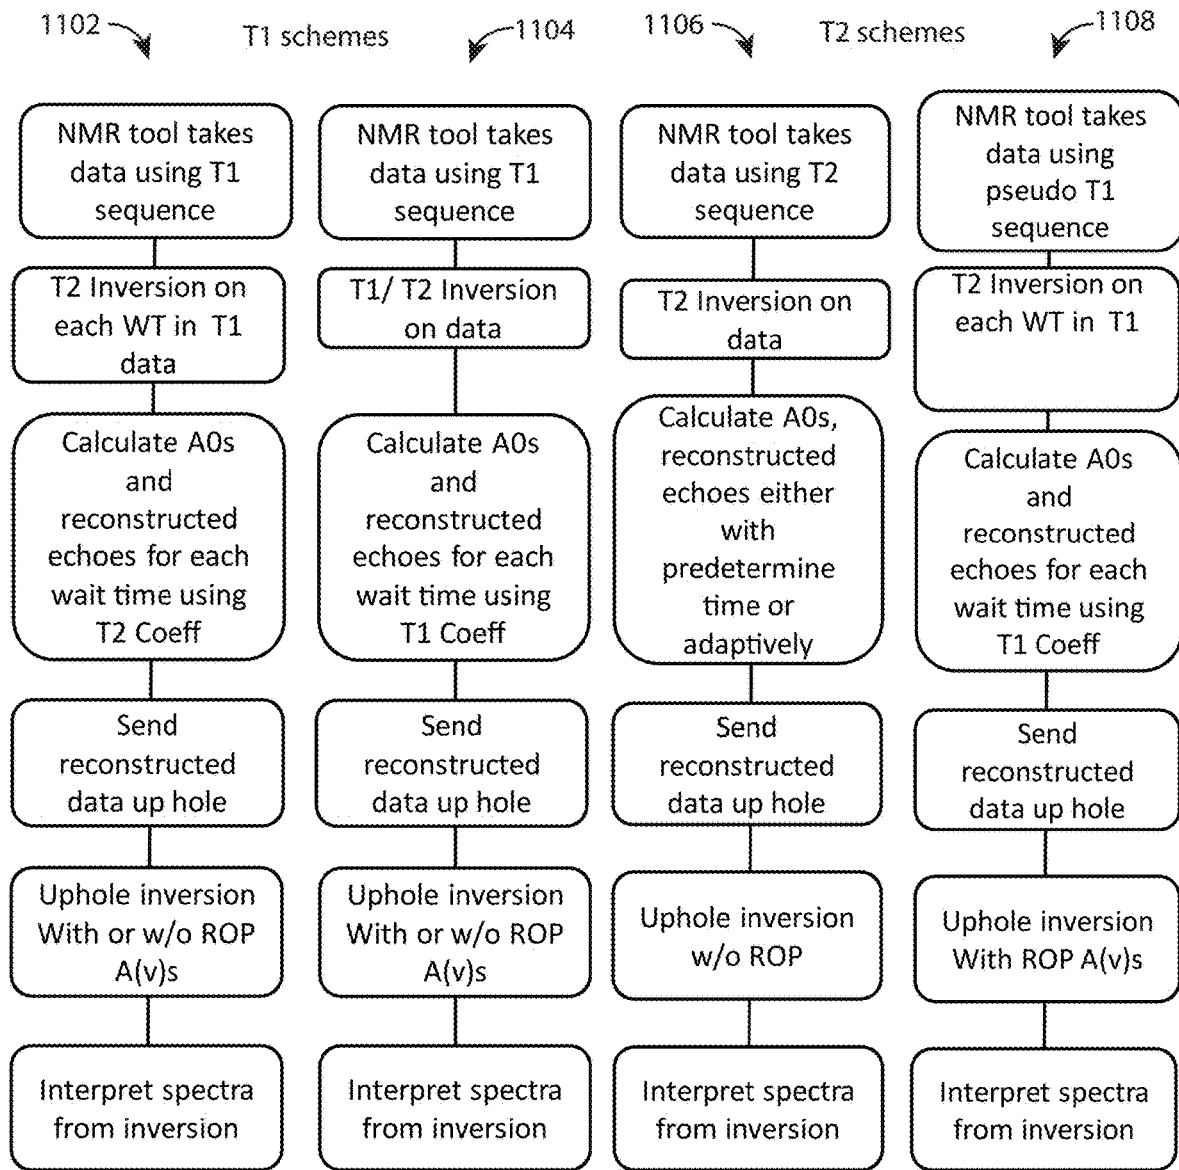 1102
T1 schemes
1104
1106
T2 schemes
1108
NMR tool takes
data using T1
sequence
T2 Inversion on
each WT in T1
data
Calculate A0s
and
reconstructed
echoes for each
wait time using
T2 Coeff
Send
reconstructed
data up hole
Uphole inversion
With or w/o ROP
A(v)s
Interpret spectra
from inversion
NMR tool takes
data using T1
sequence
T1/ T2 Inversion
on data
Calculate A0s
and
reconstructed
echoes for each
wait time using
T1 Coeff
Send
reconstructed
data up hole
Uphole inversion
With or w/o ROP
A(v)s
Interpret spectra
from inversion
NMR tool takes
data using T2
sequence
T2 Inversion on
data
Calculate A0s,
reconstructed
echoes either
with
predetermine
time or
adaptively
Send
reconstructed
data up hole
Uphole inversion
w/o ROP
Interpret spectra
from inversion
NMR tool takes
data using
pseudo T1
sequence
T2 Inversion on
each WT in T1
Calculate A0s
and
reconstructed
echoes for each
wait time using
T1 Coeff
Send
reconstructed
data up hole
Uphole inversion
With ROP A(v)s
Interpret spectra
from inversion